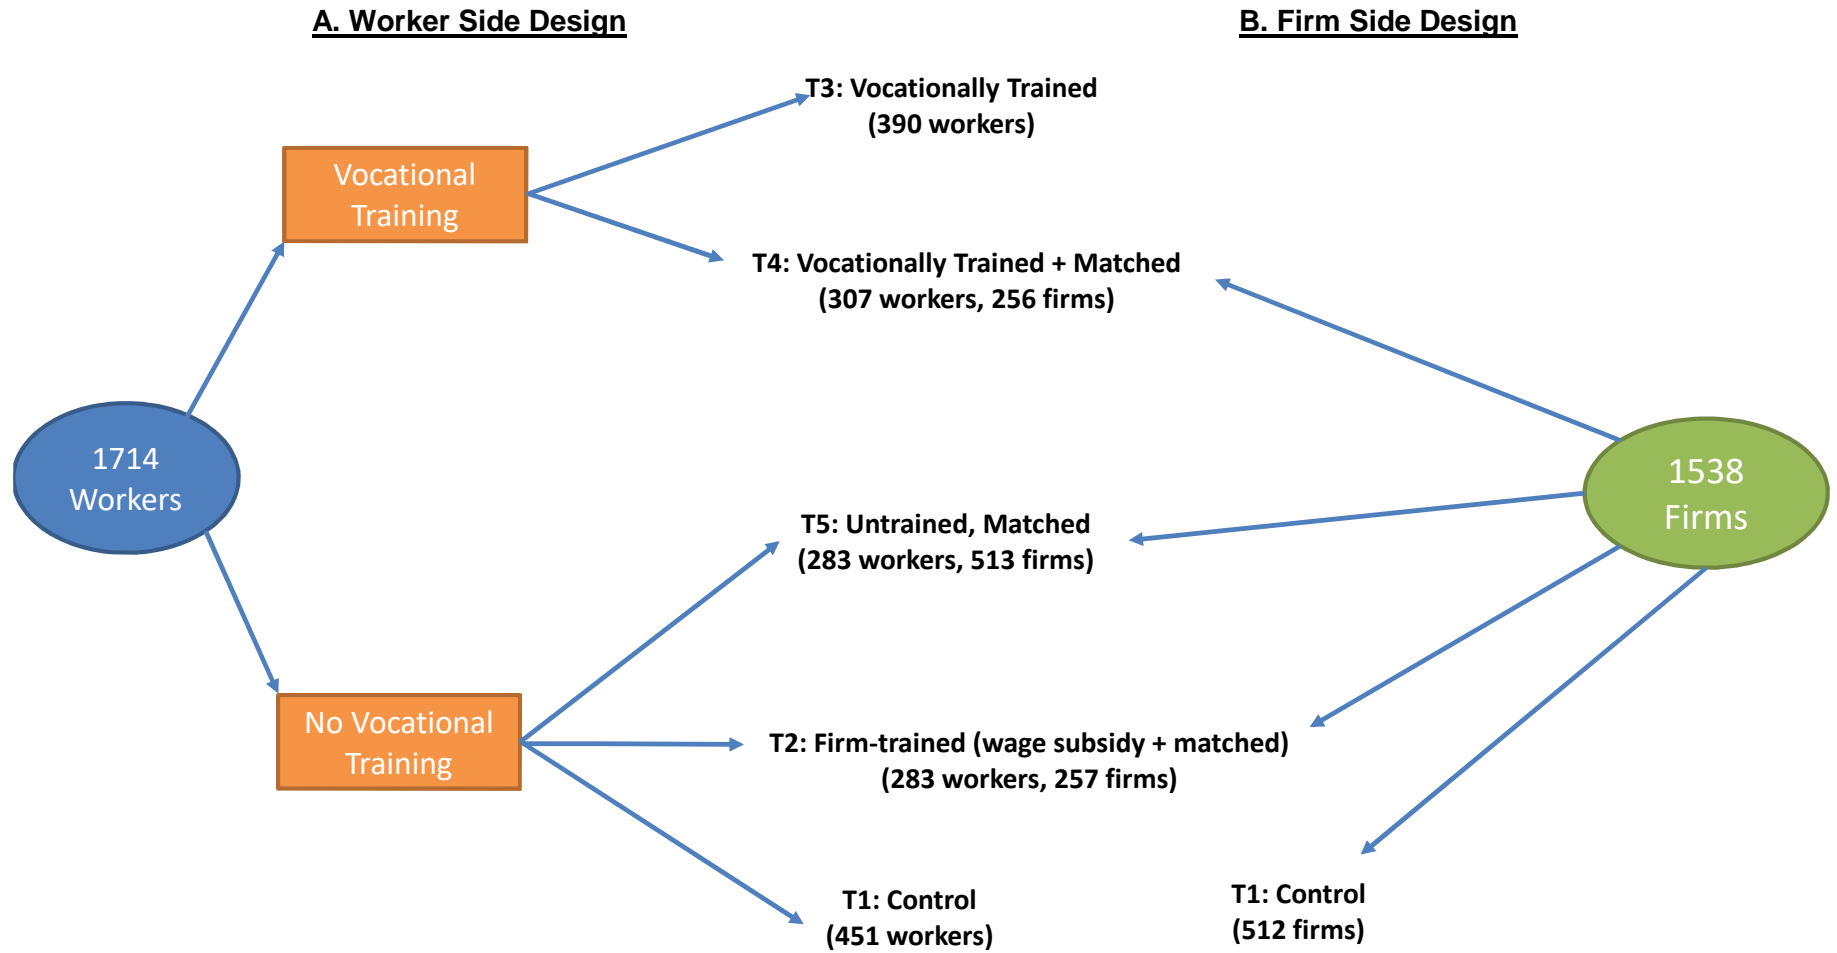 A. Worker Side Design
B. Firm Side Design
T3: Vocationally Trained
(390 workers)
Vocational
Training
T4: Vocationally Trained + Matched
(307 workers, 256 firms)
1714
Workers
1538
Firms
T5: Untrained, Matched
(283 workers, 513 firms)
No Vocational
Training
T2: Firm-trained (wage subsidy + matched)
(283 workers, 257 firms)
T1: Control
(451 workers)
T1: Control
(512 firms)